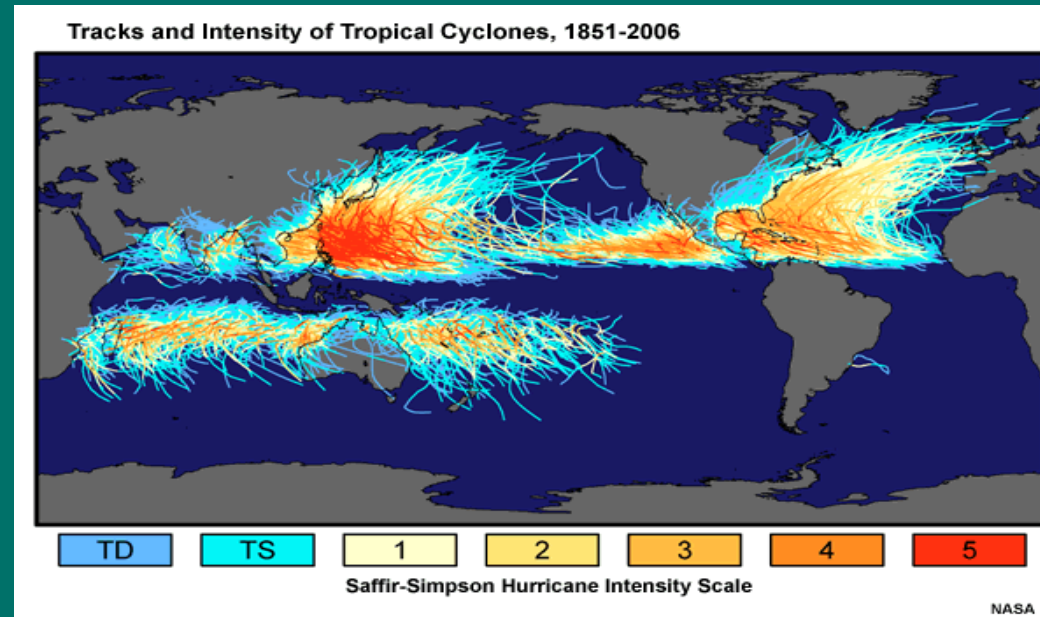 Tracks and Intensity of Tropical Cyclones, 1851-2006
TD TS 1 2 3 4 5
Saffir-Simpson Hurricane Intensity Scale
NASA